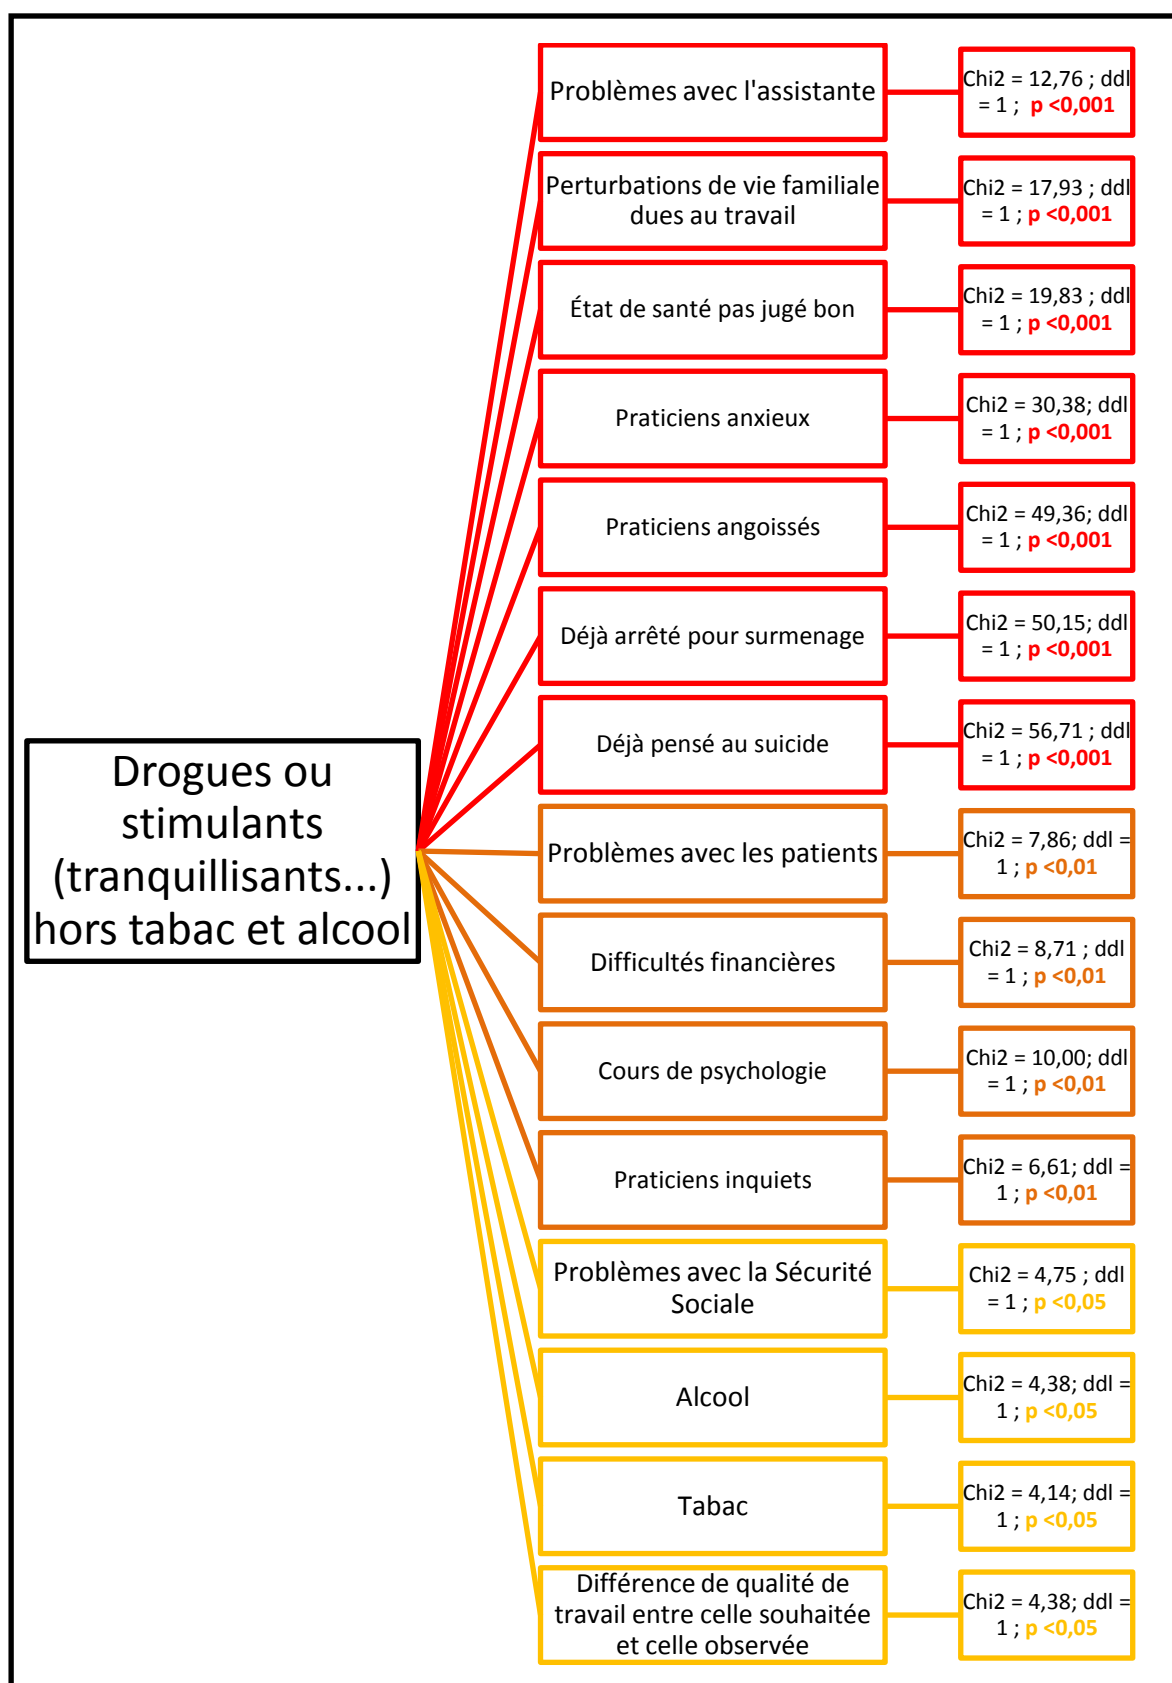 Problèmes avec l'assistante
Chi2 = 12,76 ; ddl
= 1 ; p <0,001
Perturbations de vie familiale
dues au travail
Chi2 = 17,93 ; ddl
= 1 ; p <0,001
État de santé pas jugé bon
Chi2 = 19,83 ; ddl
= 1 ; p <0,001
Praticiens anxieux
Chi2 = 30,38; ddl
= 1 ; p <0,001
Praticiens angoissés
Chi2 = 49,36; ddl
= 1 ; p <0,001
Déjà arrêté pour surmenage
Chi2 = 50,15; ddl
= 1 ; p <0,001
Déjà pensé au suicide
Chi2 = 56,71 ; ddl
= 1 ; p <0,001
Drogues ou
stimulants
(tranquillisants...)
hors tabac et alcool
Problèmes avec les patients
Chi2 = 7,86; ddl =
1 ; p <0,01
Difficultés financières
Chi2 = 8,71 ; ddl
= 1 ; p <0,01
Cours de psychologie
Chi2 = 10,00; ddl
= 1 ; p <0,01
Praticiens inquiets
Chi2 = 6,61; ddl =
1 ; p <0,01
Problèmes avec la Sécurité
Sociale
Chi2 = 4,75 ; ddl
= 1 ; p <0,05
Alcool
Chi2 = 4,38; ddl =
1 ; p <0,05
Tabac
Chi2 = 4,14; ddl =
1 ; p <0,05
Différence de qualité de
travail entre celle souhaitée
et celle observée
Chi2 = 4,38; ddl =
1 ; p <0,05